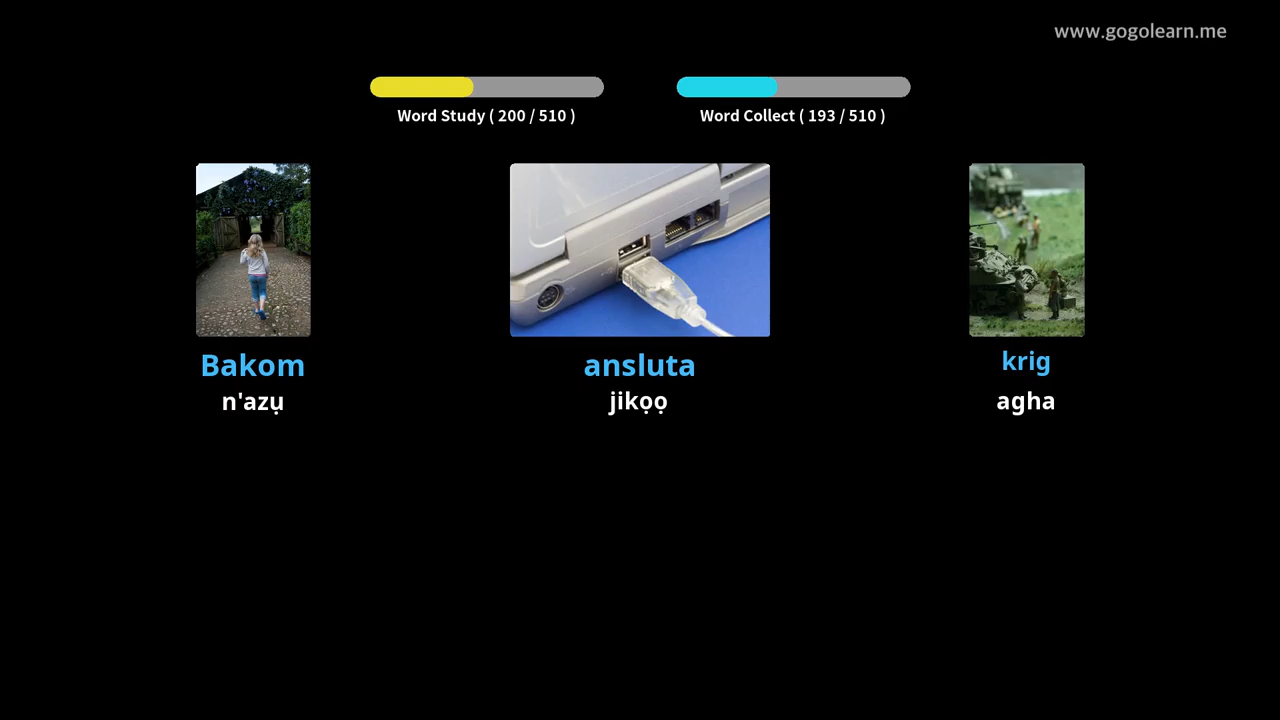 www.gogolearn.me
Word Study ( 200 / 510 )
Word Collect ( 193 / 510 )
Bakom
n'azụ
ansluta
jikọọ
krig
agha